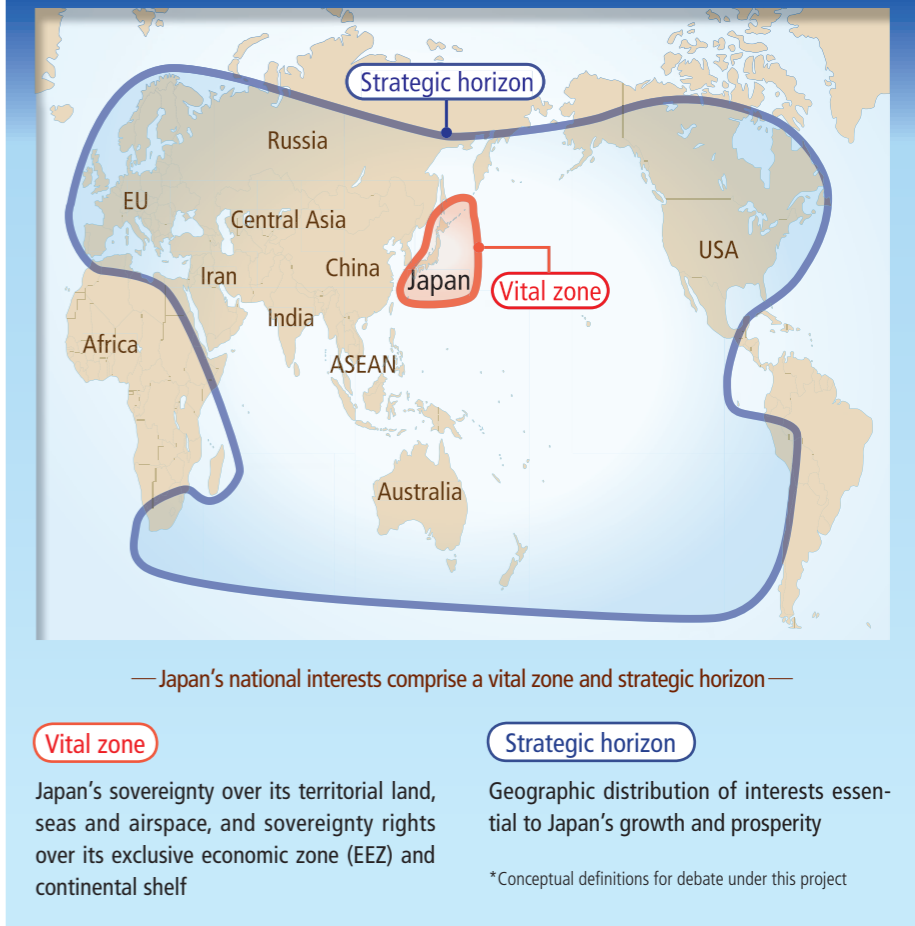 Strategic horizon
Russia
EU
Central Asia
USA
China
Iran
Japan
Vital zone
India
Africa
ASEAN
Australia
—Japan’s national interests comprise a vital zone and strategic horizon—
Vital zone
Japan’s sovereignty over its territorial land,
seas and airspace, and sovereignty rights
over its exclusive economic zone (EEZ) and
continental shelf
Strategic horizon
Geographic distribution of interests essen-
tial to Japan’s growth and prosperity
*Conceptual definitions for debate under this project